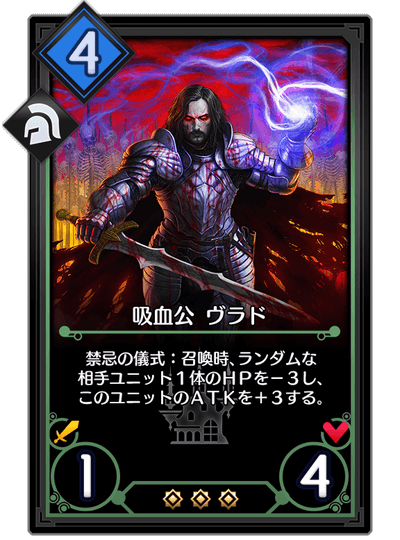 4
吸血公 ヴラド
禁忌の儀式：召喚時、ランダムな
相手ユニット１体のＨＰを－３し、
このユニットのＡＴＫを＋３する。
1
4